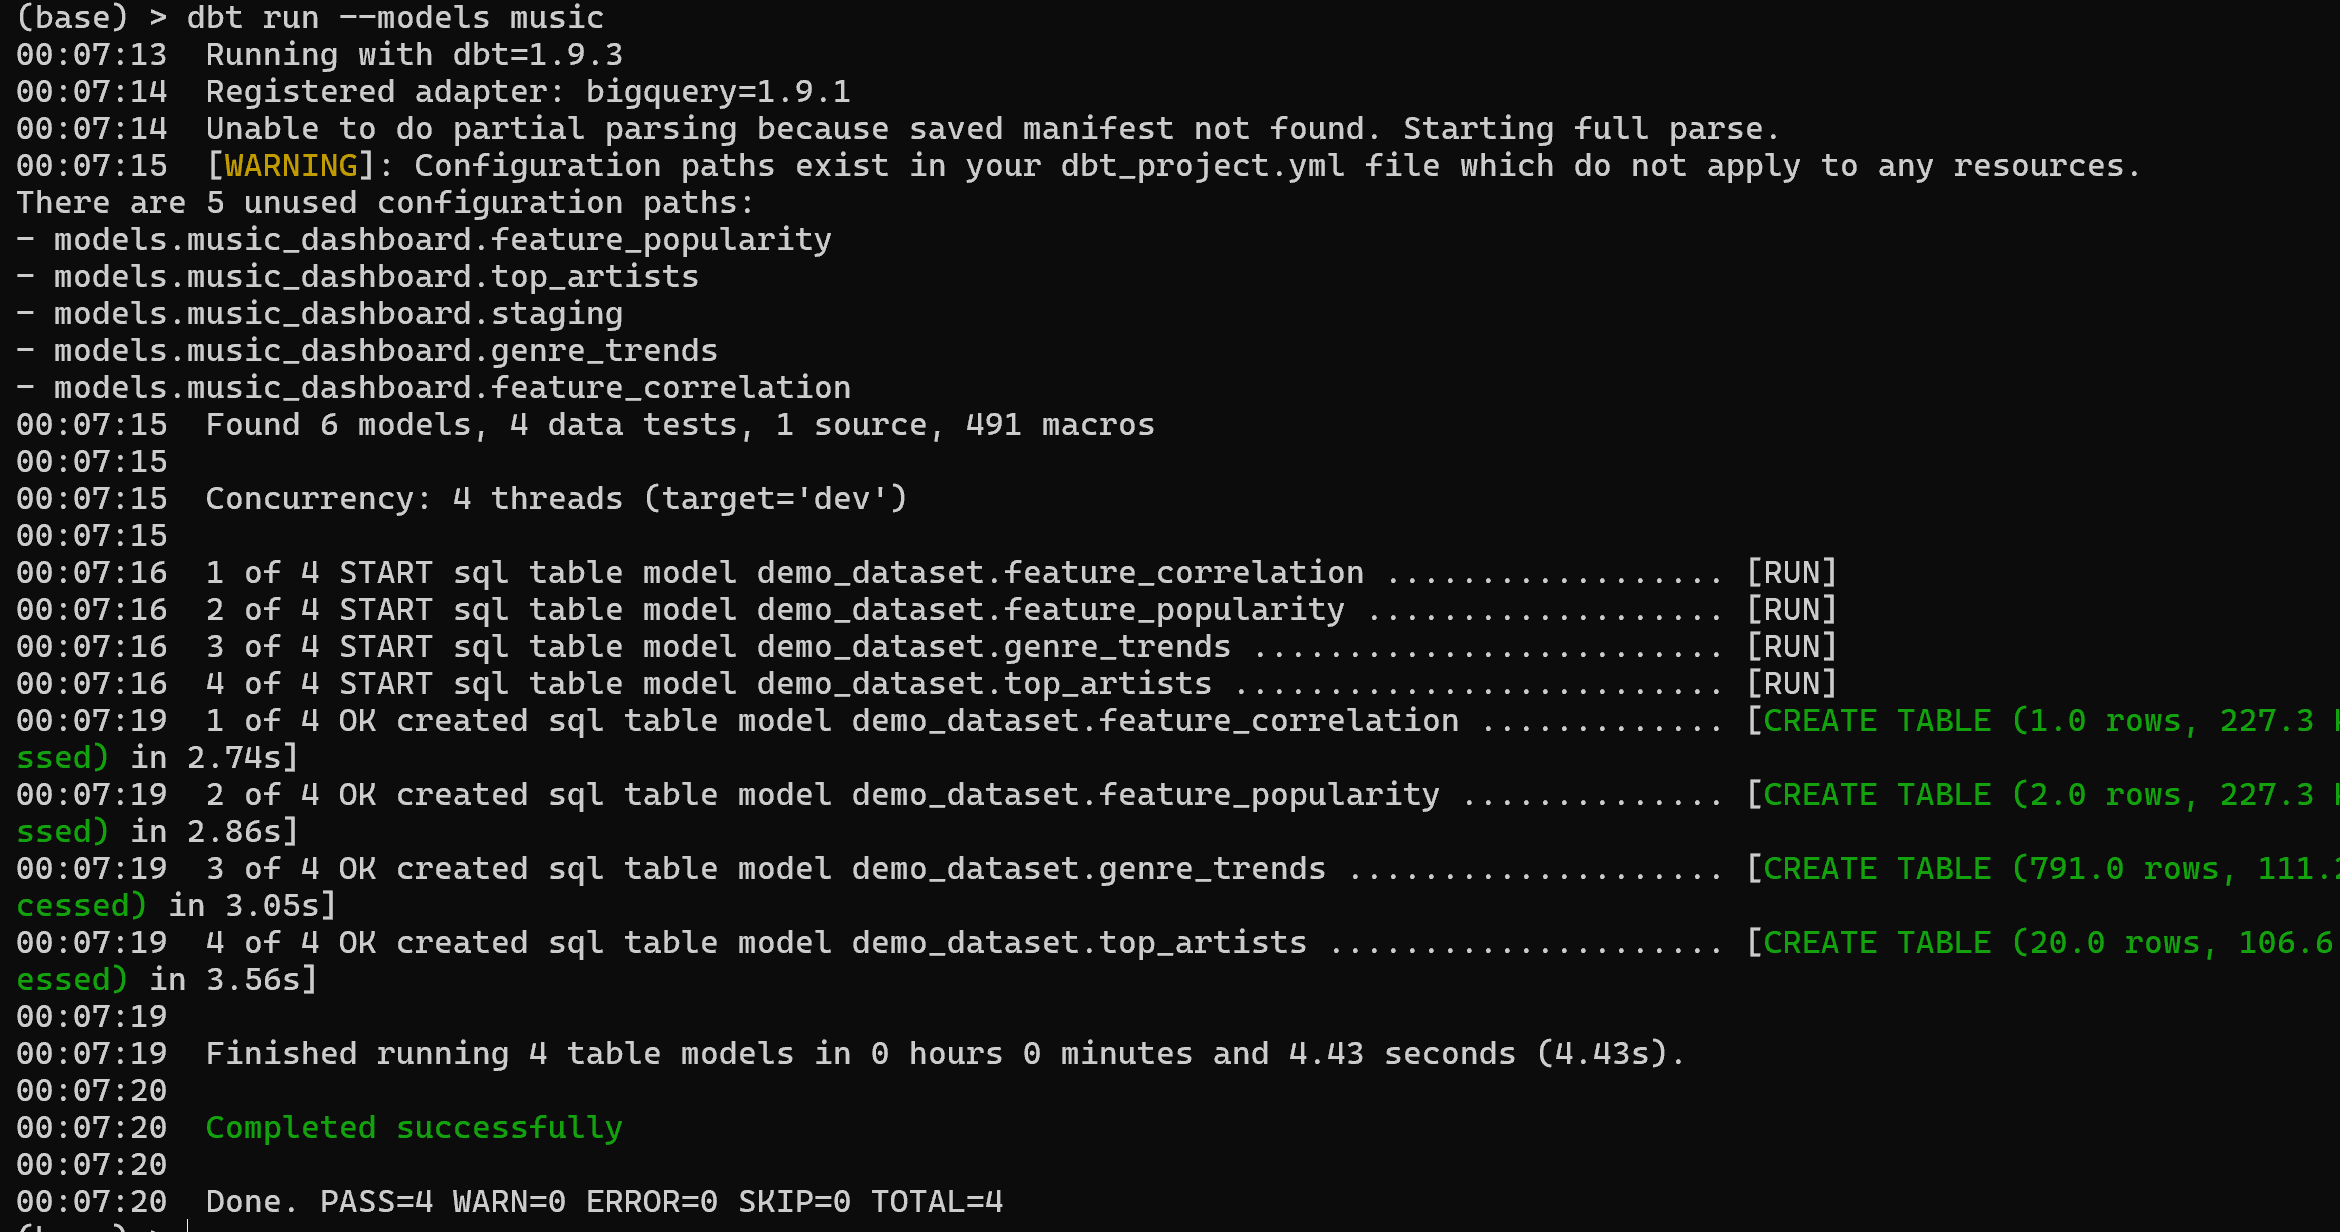 (base) > dbt run --models music
00:07:13  Running with dbt=1.9.3
00:07:14  Registered adapter: bigquery=1.9.1
00:07:14  Unable to do partial parsing because saved manifest not found. Starting full parse.
00:07:15  [WARNING]: Configuration paths exist in your dbt_project.yml file which do not apply to any resources.
There are 5 unused configuration paths:
- models.music_dashboard.feature_popularity
- models.music_dashboard.top_artists
- models.music_dashboard.staging
- models.music_dashboard.genre_trends
- models.music_dashboard.feature_correlation
00:07:15  Found 6 models, 4 data tests, 1 source, 491 macros
00:07:15
00:07:15  Concurrency: 4 threads (target='dev')
00:07:15
00:07:16  1 of 4 START sql table model demo_dataset.feature_correlation .................. [RUN]
00:07:16  2 of 4 START sql table model demo_dataset.feature_popularity ................... [RUN]
00:07:16  3 of 4 START sql table model demo_dataset.genre_trends ......................... [RUN]
00:07:16  4 of 4 START sql table model demo_dataset.top_artists .......................... [RUN]
00:07:19  1 of 4 OK created sql table model demo_dataset.feature_correlation ............. [CREATE TABLE (1.0 rows, 227.3
ssed) in 2.74s]
00:07:19  2 of 4 OK created sql table model demo_dataset.feature_popularity .............. [CREATE TABLE (2.0 rows, 227.3
ssed) in 2.86s]
00:07:19  3 of 4 OK created sql table model demo_dataset.genre_trends .................... [CREATE TABLE (791.0 rows, 111.2
cessed) in 3.05s]
00:07:19  4 of 4 OK created sql table model demo_dataset.top_artists ..................... [CREATE TABLE (20.0 rows, 106.6
essed) in 3.56s]
00:07:19
00:07:19  Finished running 4 table models in 0 hours 0 minutes and 4.43 seconds (4.43s).
00:07:20
00:07:20  Completed successfully
00:07:20
00:07:20  Done. PASS=4 WARN=0 ERROR=0 SKIP=0 TOTAL=4